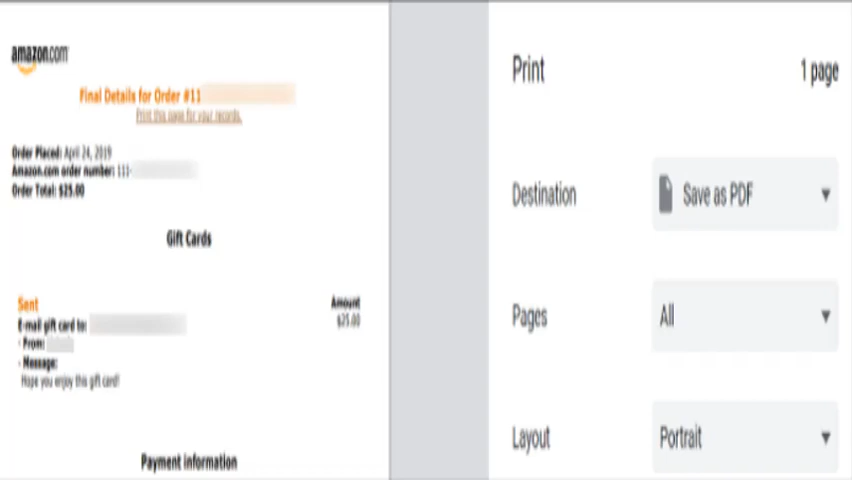 amazon.com
Final Details for Order #11
Print this page for your records.
Order Placed: April 24, 2019
Amazon.com order number: 111-
Order Total: $25.00
Gift Cards
Sent
Amount
E-mail gift card to:
$25.00
· From:
· Message:
Hope you enjoy this gift card!
Payment information
Print
1 page
Destination
Save as PDF
Pages
All
Layout
Portrait